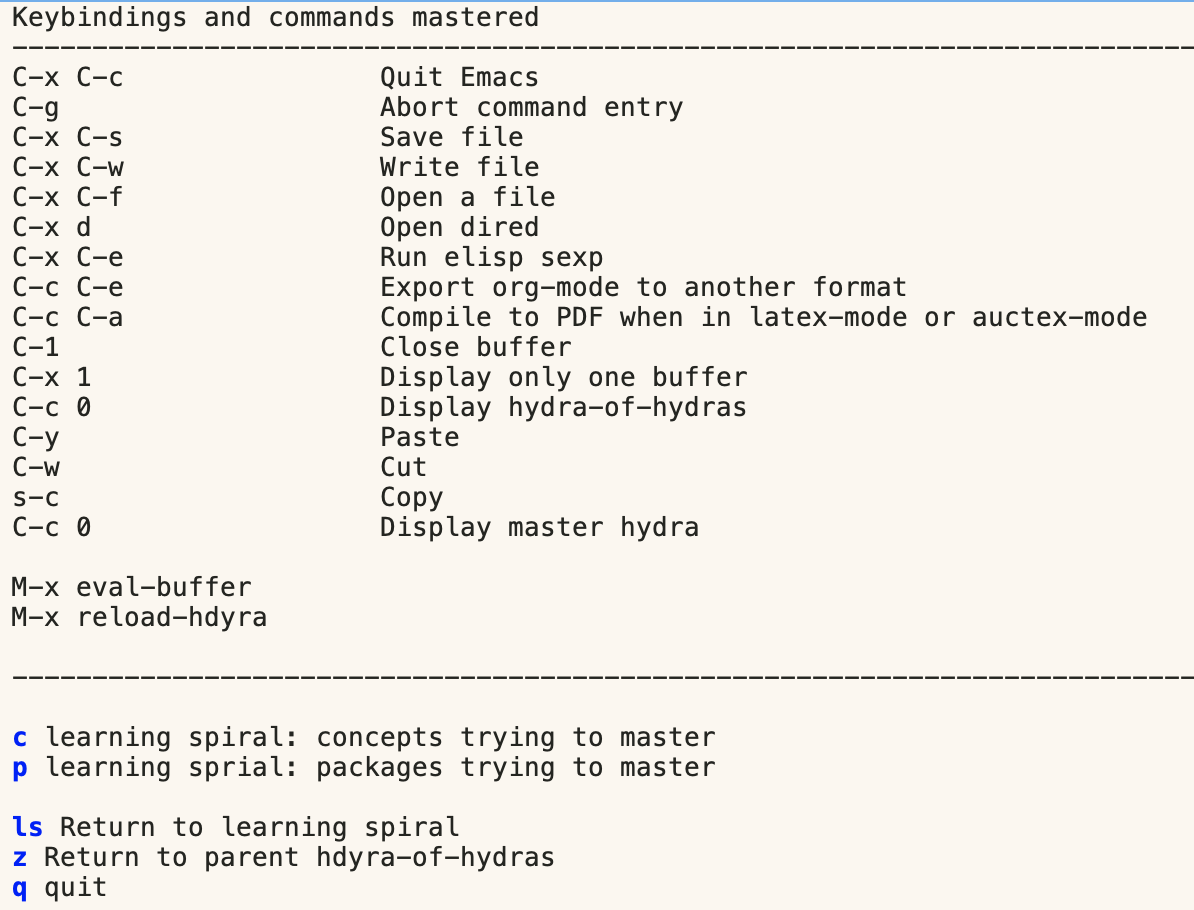 Keybindings and commands mastered
--------------------------------------------------------------------------
C-x C-c                Quit Emacs
C-g                    Abort command entry
C-x C-s                Save file
C-x C-w                Write file
C-x C-f                Open a file
C-x d                  Open dired
C-x C-e                Run elisp sexp
C-c C-e                Export org-mode to another format
C-c C-a                Compile to PDF when in latex-mode or auctex-mode
C-1                    Close buffer
C-x 1                  Display only one buffer
C-c 0                  Display hydra-of-hydras
C-y                    Paste
C-w                    Cut
s-c                    Copy
C-c 0                  Display master hydra
M-x eval-buffer
M-x reload-hdyra
--------------------------------------------------------------------------
c learning spiral: concepts trying to master
p learning sprial: packages trying to master
ls Return to learning spiral
z Return to parent hdyra-of-hydras
q quit